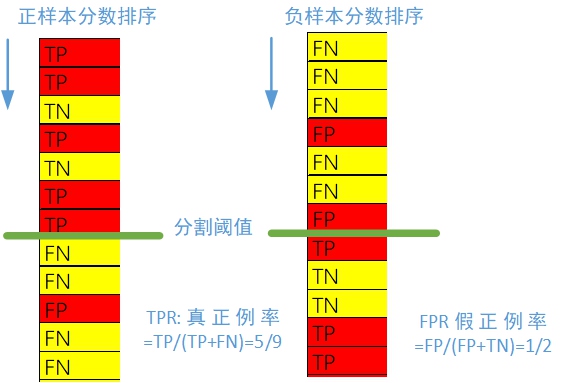 正样本分数排序
负样本分数排序
TP
TP
TN
TP
TN
TP
TP
FN
FN
FP
FN
FN
分割阈值
FN
FN
FN
FP
FN
FN
FP
TP
TN
TN
TP
TP
TPR: 真 正 例 率
=TP/(TP+FN)=5/9
FPR 假 正 例 率
=FP/(FP+TN)=1/2